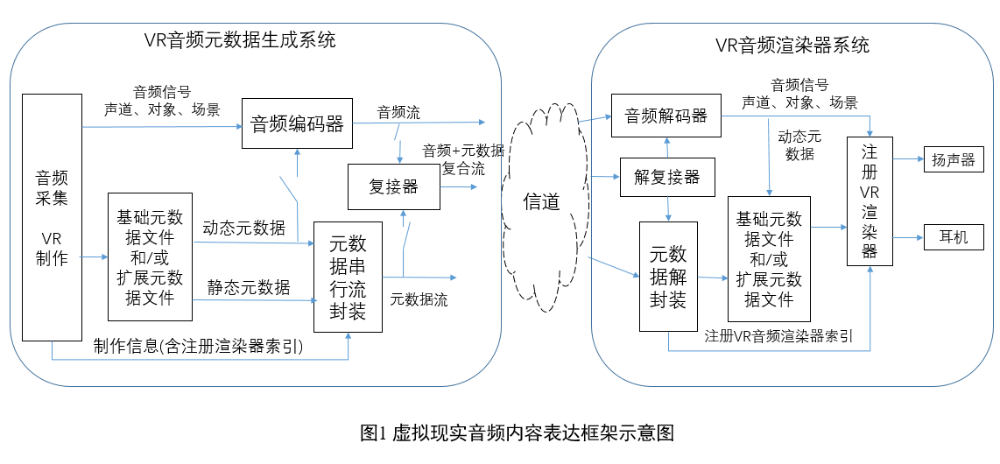 VR音频元数据生成系统
音频信号
声道、对象、场景
音频编码器
音频流
音频+元数据
复合流
复接器
音频
采集
VR
制作
基础元数
据文件
和/或
扩展元数
据文件
动态元数据
静态元数据
元数
据串
行流
封装
元数据流
制作信息(含注册渲染器索引)
信道
VR音频渲染器系统
音频解码器
音频信号
声道、对象、场景
动态元
数据
解复接器
元数
据解
封装
基础元数
据文件
和/或
扩展元数
据文件
注
册
VR
渲
染
器
扬声器
耳机
注册VR音频渲染器索引
图1 虚拟现实音频内容表达框架示意图